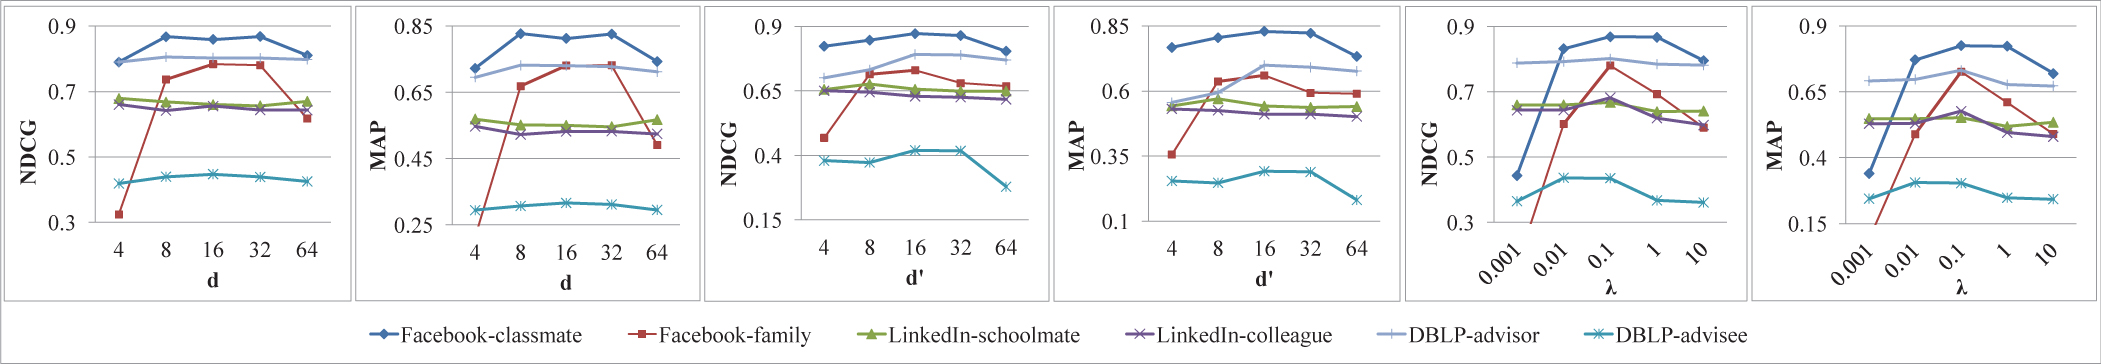 NDCG
0.9
0.7
0.5
0.3
4 8 16 32 64
d
MAP
0.85
0.65
0.45
0.25
4 8 16 32 64
d
NDCG
0.9
0.65
0.4
0.15
4 8 16 32 64
d'
MAP
0.85
0.6
0.35
0.1
4 8 16 32 64
d'
NDCG
0.9
0.7
0.5
0.3
0.001 0.01 0.1 1 10
λ
MAP
0.9
0.65
0.4
0.15
0.001 0.01 0.1 1 10
λ
Facebook-classmate Facebook-family LinkedIn-schoolmate LinkedIn-colleague DBLP-advisor DBLP-advisee